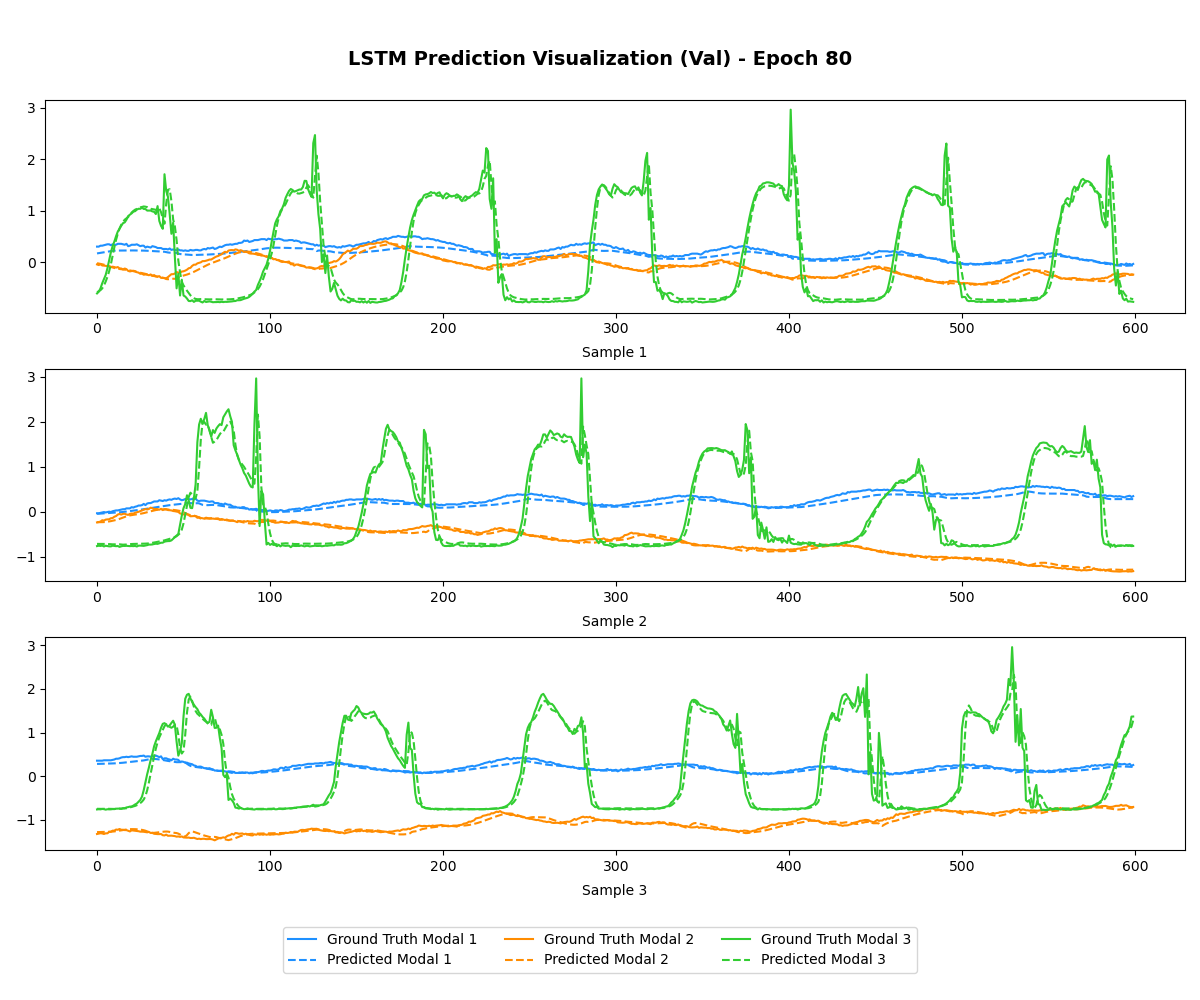 LSTM Prediction Visualization (Val) - Epoch 80
3
2
1
0
0 100 200 300 400 500 600
Sample 1
3
2
1
0
−1
0 100 200 300 400 500 600
Sample 2
3
2
1
0
−1
0 100 200 300 400 500 600
Sample 3
Ground Truth Modal 1 Ground Truth Modal 2 Ground Truth Modal 3
Predicted Modal 1 Predicted Modal 2 Predicted Modal 3